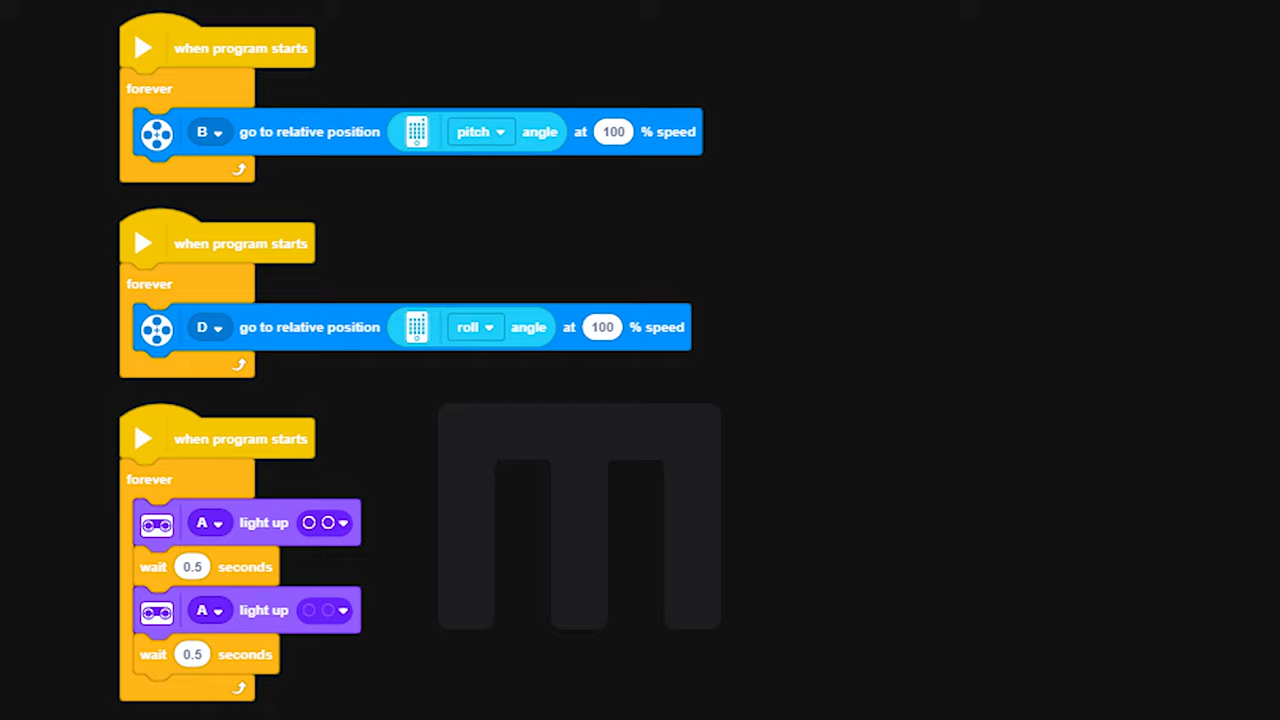 when program starts
forever
B go to relative position pitch angle at 100 % speed
when program starts
forever
D go to relative position roll angle at 100 % speed
when program starts
forever
A light up
wait 0.5 seconds
A light up
wait 0.5 seconds